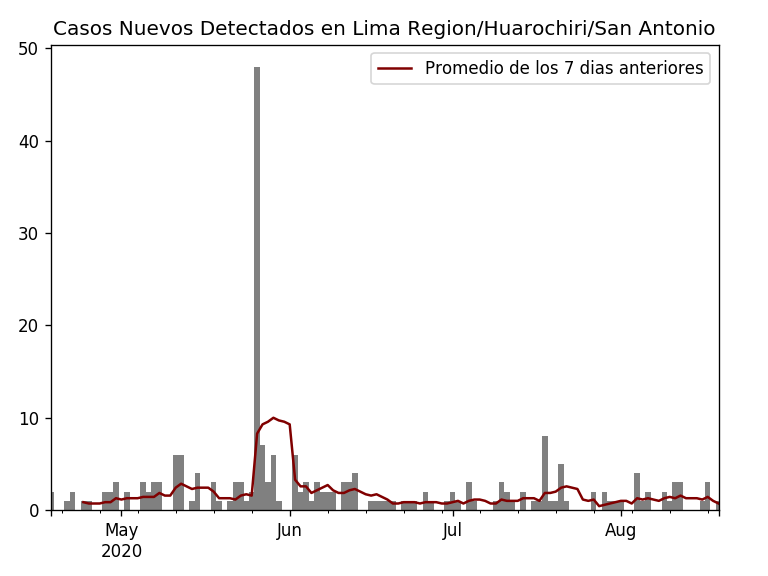 Casos Nuevos Detectados en Lima Region/Huarochiri/San Antonio
Promedio de los 7 dias anteriores
50
40
30
20
10
0
May
2020
Jun
Jul
Aug